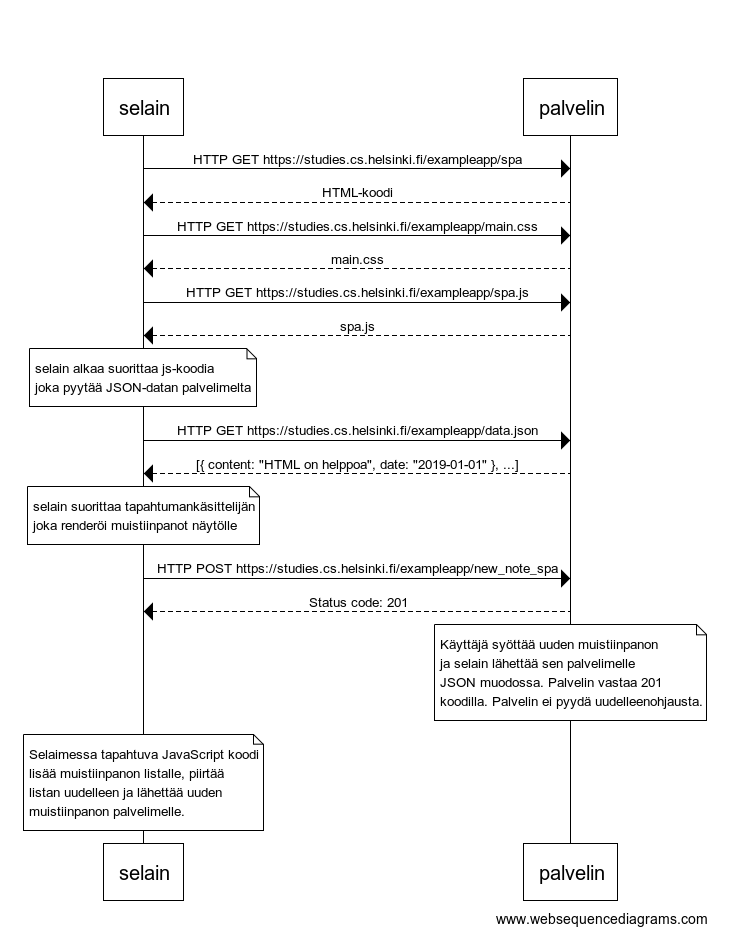 selain
palvelin
HTTP GET https://studies.cs.helsinki.fi/exampleapp/spa
HTML-koodi
HTTP GET https://studies.cs.helsinki.fi/exampleapp/main.css
main.css
HTTP GET https://studies.cs.helsinki.fi/exampleapp/spa.js
spa.js
selain alkaa suorittaa js-koodia
joka pyytää JSON-datan palvelimelta
HTTP GET https://studies.cs.helsinki.fi/exampleapp/data.json
[{ content: "HTML on helppoa", date: "2019-01-01" }, ...]
selain suorittaa tapahtumankäsittelijän
joka renderöi muistiinpanot näytölle
HTTP POST https://studies.cs.helsinki.fi/exampleapp/new_note_spa
Status code: 201
Käyttäjä syöttää uuden muistiinpanon
ja selain lähettää sen palvelimelle
JSON muodossa. Palvelin vastaa 201
koodilla. Palvelin ei pyydä uudelleenohjausta.
Selaimessa tapahtuva JavaScript koodi
lisää muistiinpanon listalle, piirtää
listan uudelleen ja lähettää uuden
muistiinpanon palvelimelle.
selain
palvelin
www.websequencediagrams.com